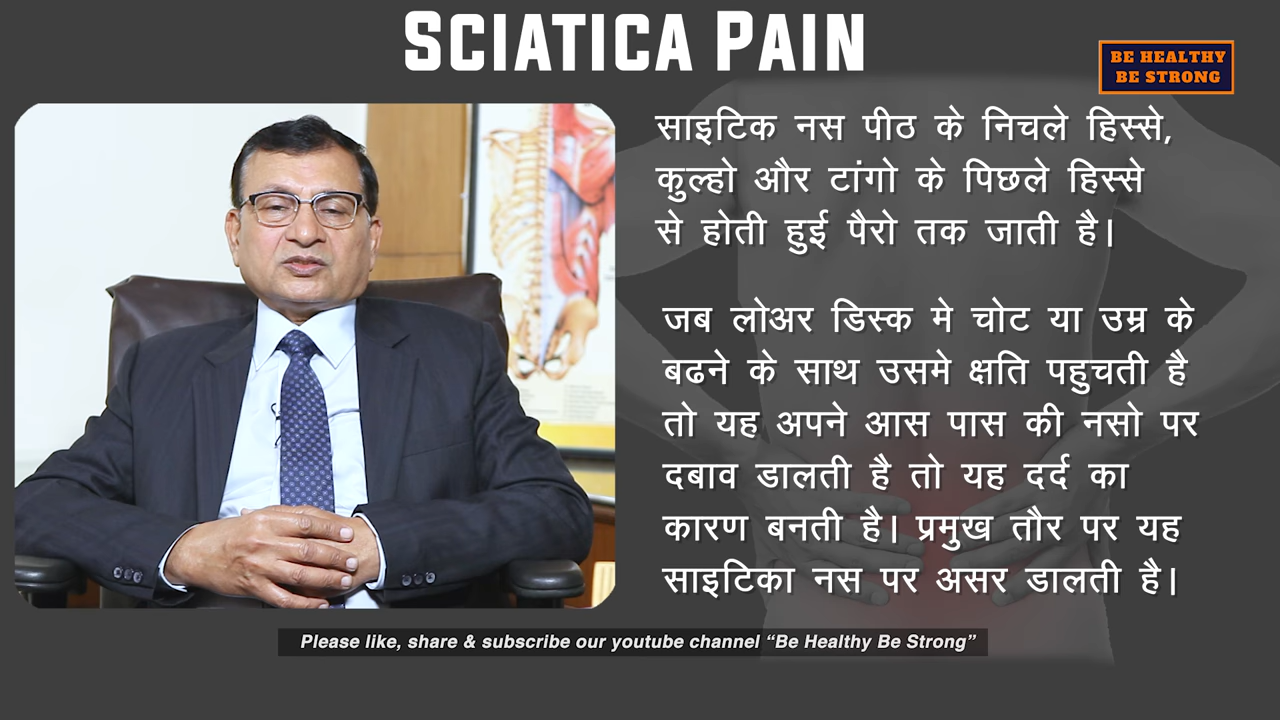 SCIATICA PAIN
BE HEALTHY
BE STRONG
साइटिक नस पीठ के निचले हिस्से,
कुल्हो और टांगो के पिछले हिस्से
से होती हुई पैरो तक जाती है।
जब लोअर डिस्क मे चोट या उम्र के
बढने के साथ उसमे क्षति पहुचती है
तो यह अपने आस पास की नसो पर
दबाव डालती है तो यह दर्द का
कारण बनती है। प्रमुख तौर पर यह
साइटिका नस पर असर डालती है।
Please like, share & subscribe our youtube channel “Be Healthy Be Strong”